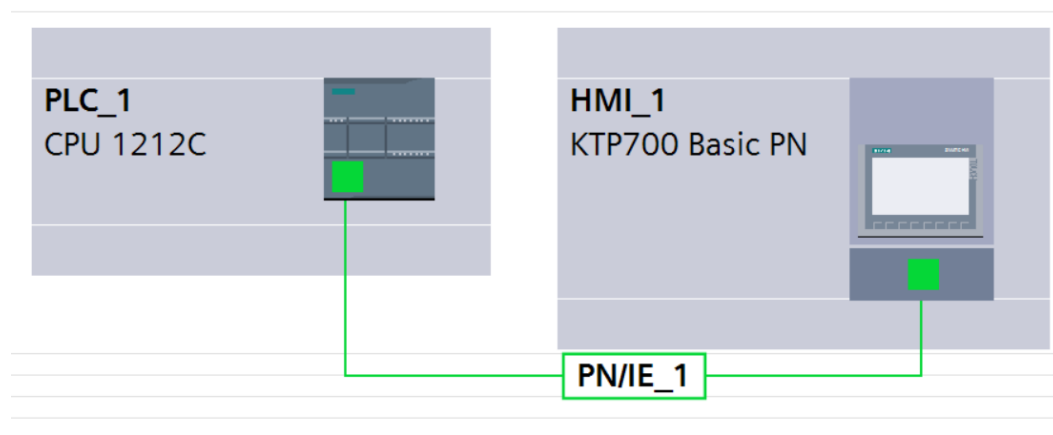 PLC_1
CPU 1212C
HMI_1
KTP700 Basic PN
PN/IE_1